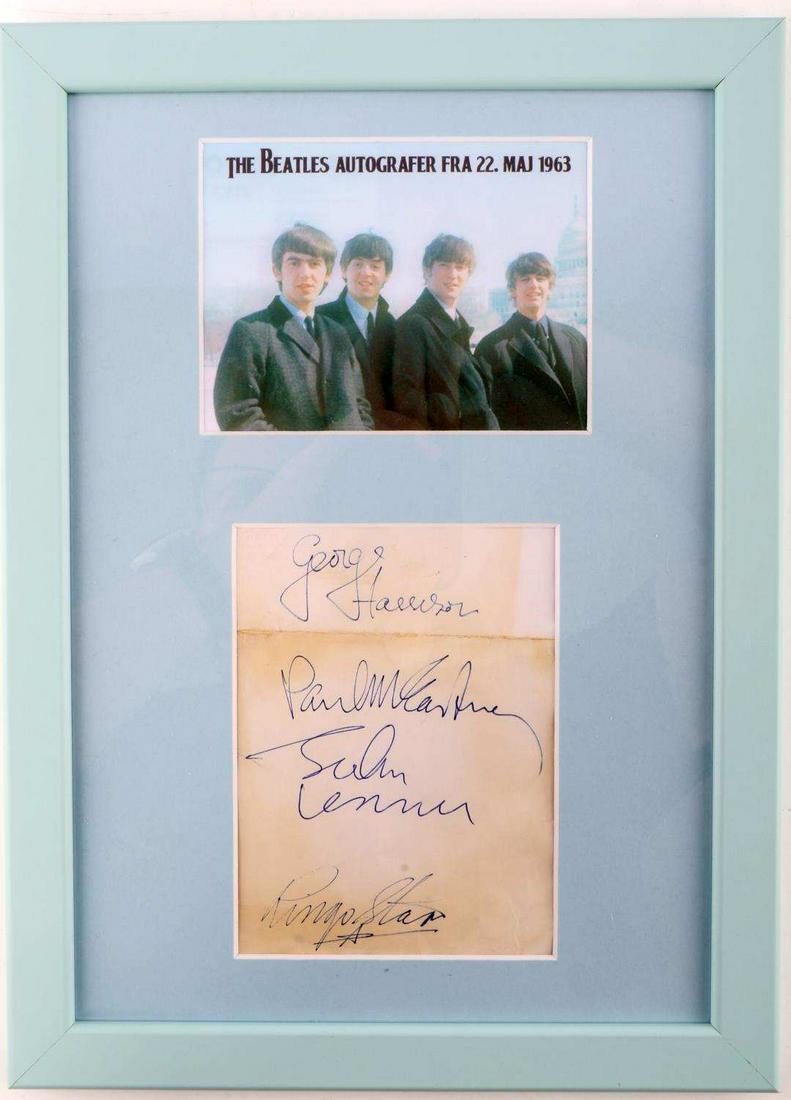 THE BEATLES AUTOGRAFER FRA 22. MAJ 1963
George
Harrison
Paul McCartney
John
Lennon
Ringo Starr